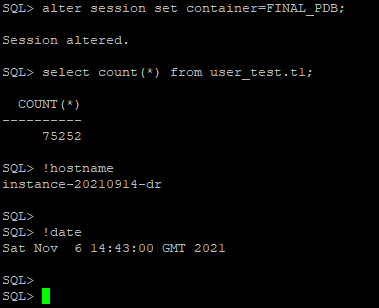 SQL> alter session set container=FINAL_PDB;
Session altered.
SQL> select count(*) from user_test.t1;
COUNT(*)
----------
75252
SQL> !hostname
instance-20210914-dr
SQL>
SQL> !date
Sat Nov  6 14:43:00 GMT 2021
SQL>
SQL>